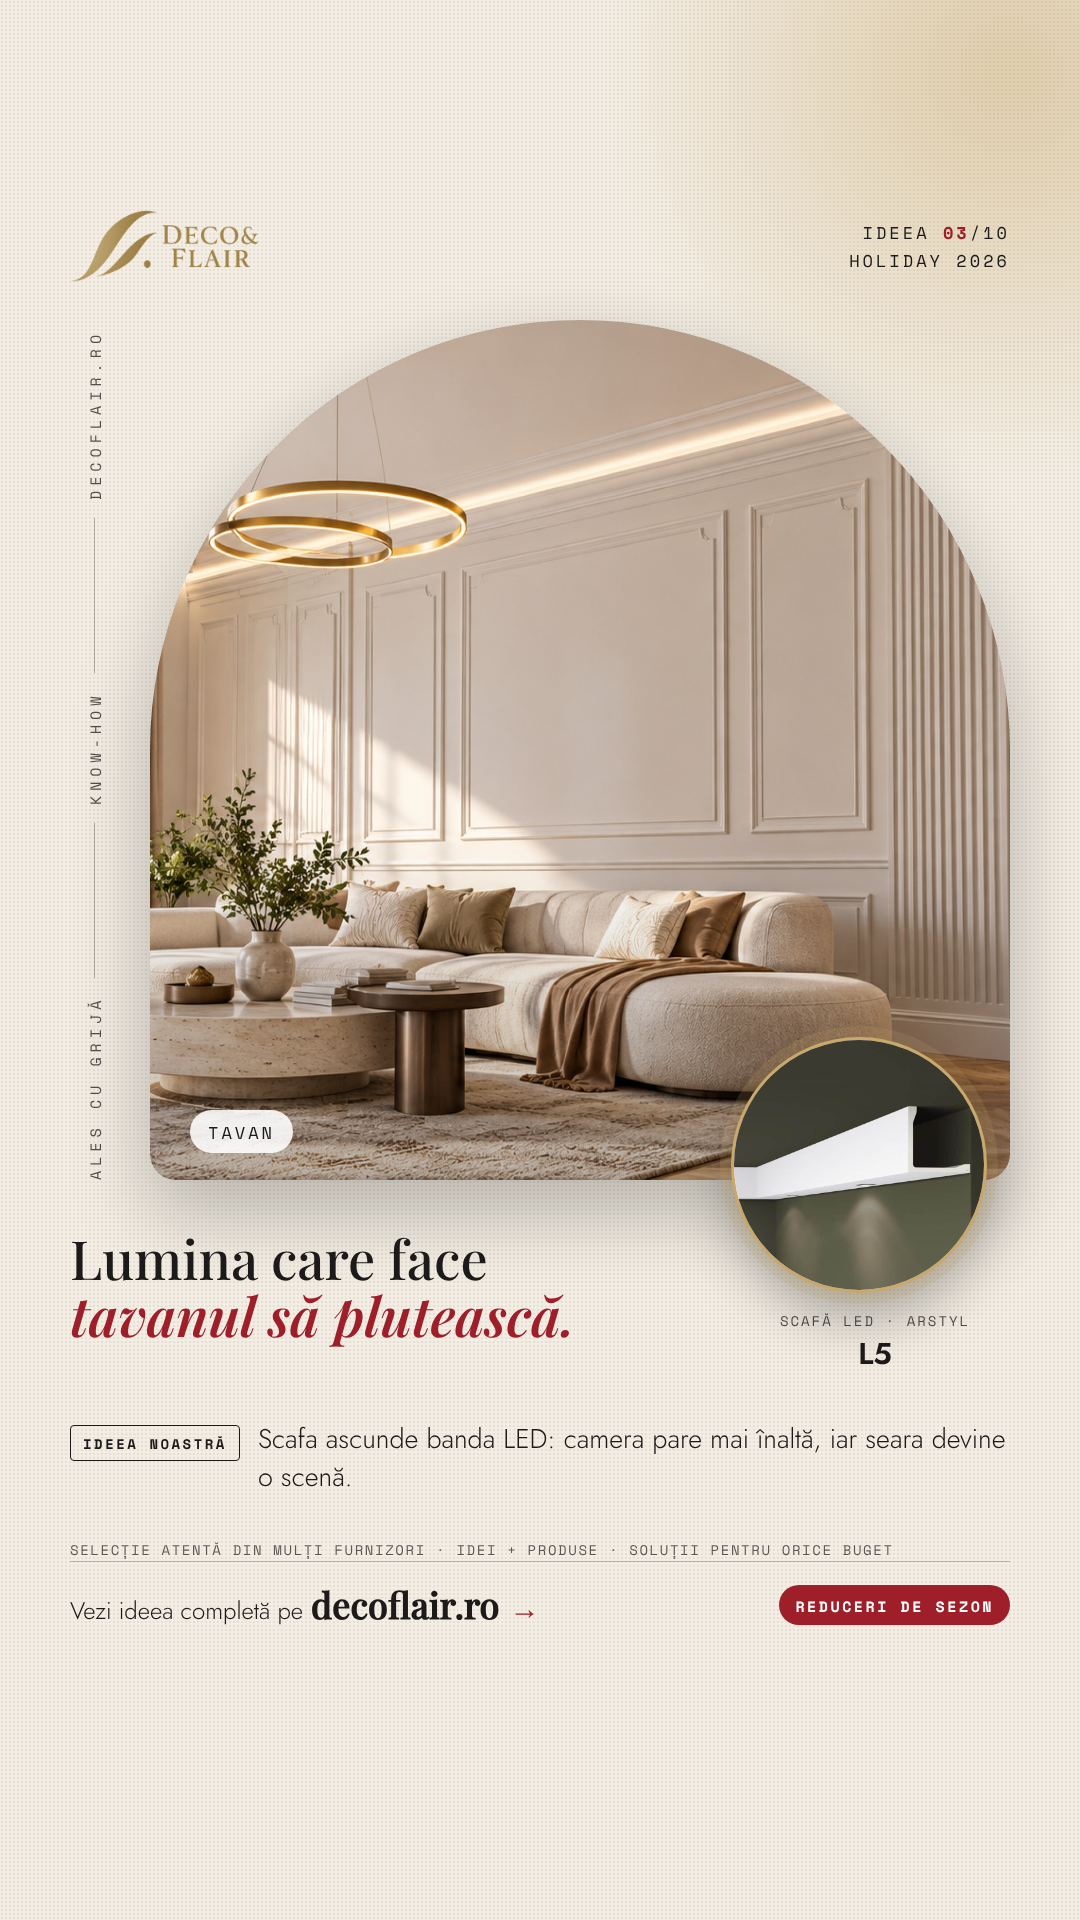 DECO&
FLAIR
IDEEA 03/10
HOLIDAY 2026
DECOFLAIR.RO
KNOW-HOW
ALES CU GRIJĂ
TAVAN
Lumina care face
tavanul să plutească.
SCAFĂ LED · ARSTYL
L5
IDEEA NOASTRĂ
Scafa ascunde banda LED: camera pare mai înaltă, iar seara devine
o scenă.
SELECȚIE ATENTĂ DIN MULȚI FURNIZORI · IDEI + PRODUSE · SOLUȚII PENTRU ORICE BUGET
Vezi ideea completă pe decoflair.ro →
REDUCERI DE SEZON